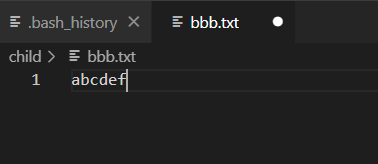 .bash_history bbb.txt
child > bbb.txt
1 abcdef